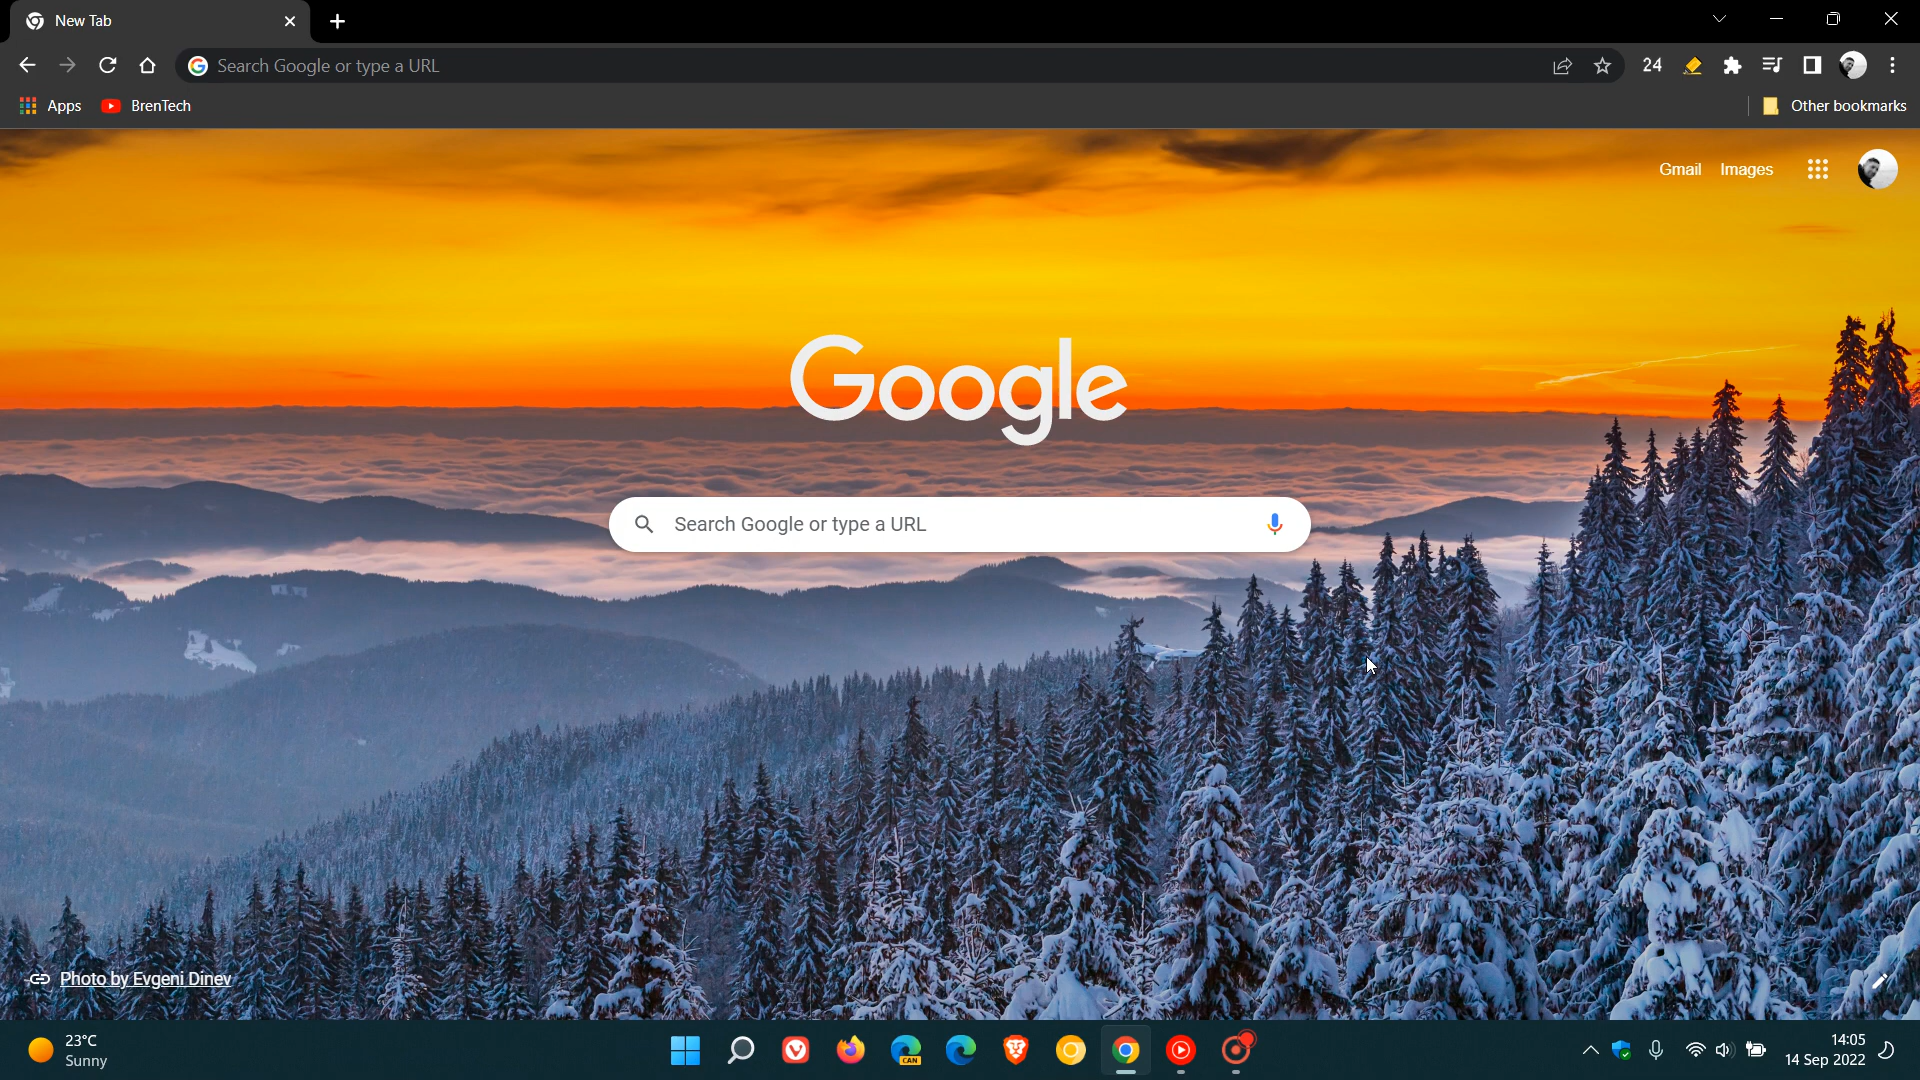 New Tab
Search Google or type a URL
24
Apps
BrenTech
Other bookmarks
Gmail
Images
Google
Search Google or type a URL
Photo by Evgeni Dinev
23°C
Sunny
CAN
14:05
14 Sep 2022